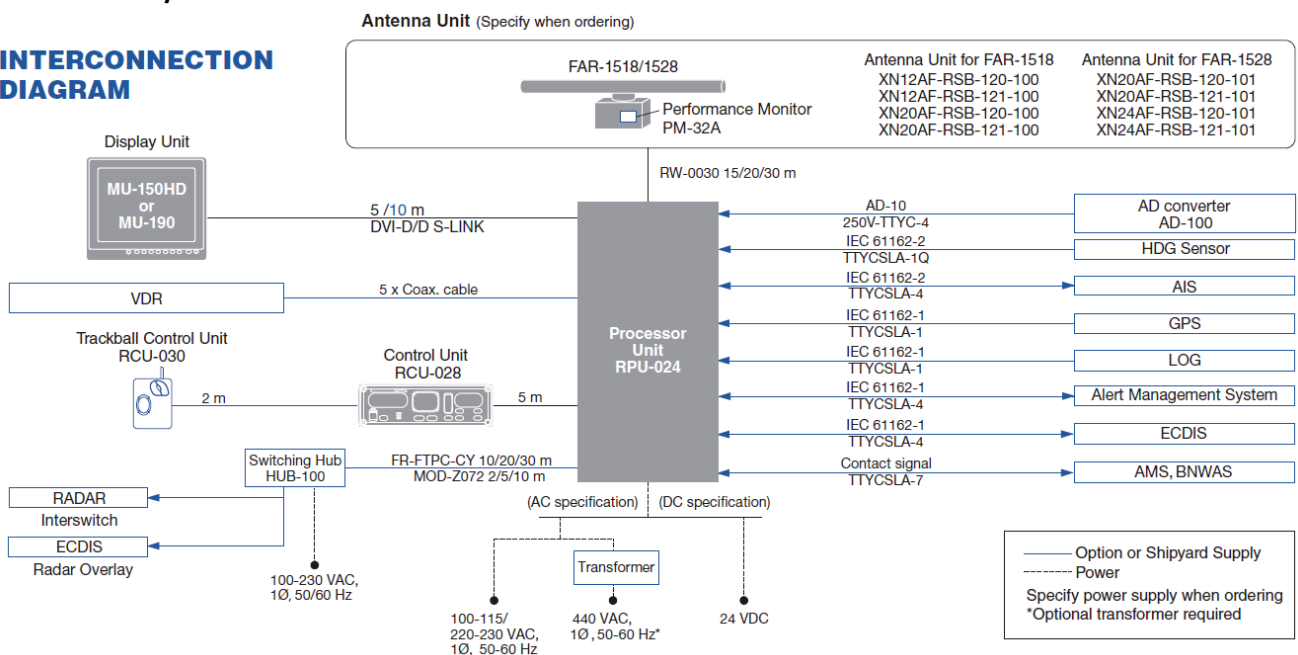 Antenna Unit (Specify when ordering)
INTERCONNECTION
DIAGRAM
FAR-1518/1528
Performance Monitor
PM-32A
Antenna Unit for FAR-1518
XN12AF-RSB-120-100
XN12AF-RSB-121-100
XN20AF-RSB-120-100
XN20AF-RSB-121-100
Antenna Unit for FAR-1528
XN20AF-RSB-120-101
XN20AF-RSB-121-101
XN24AF-RSB-120-101
XN24AF-RSB-121-101
RW-0030 15/20/30 m
Display Unit
MU-150HD
or
MU-190
5 /10 m
DVI-D/D S-LINK
VDR
5 x Coax. cable
Trackball Control Unit
RCU-030
2 m
Control Unit
RCU-028
5 m
Processor
Unit
RPU-024
Switching Hub
HUB-100
FR-FTPC-CY 10/20/30 m
MOD-Z072 2/5/10 m
RADAR
Interswitch
ECDIS
Radar Overlay
100-230 VAC,
1Ø, 50/60 Hz
AD-10
250V-TTYC-4
AD converter
AD-100
IEC 61162-2
TTYCSLA-1Q
HDG Sensor
IEC 61162-2
TTYCSLA-4
AIS
IEC 61162-1
TTYCSLA-1
GPS
IEC 61162-1
TTYCSLA-1
LOG
IEC 61162-1
TTYCSLA-4
Alert Management System
IEC 61162-1
TTYCSLA-4
ECDIS
Contact signal
TTYCSLA-7
AMS, BNWAS
(AC specification)
(DC specification)
Transformer
100-115/
220-230 VAC,
1Ø, 50-60 Hz
440 VAC,
1Ø, 50-60 Hz*
24 VDC
Option or Shipyard Supply
Power
Specify power supply when ordering
*Optional transformer required